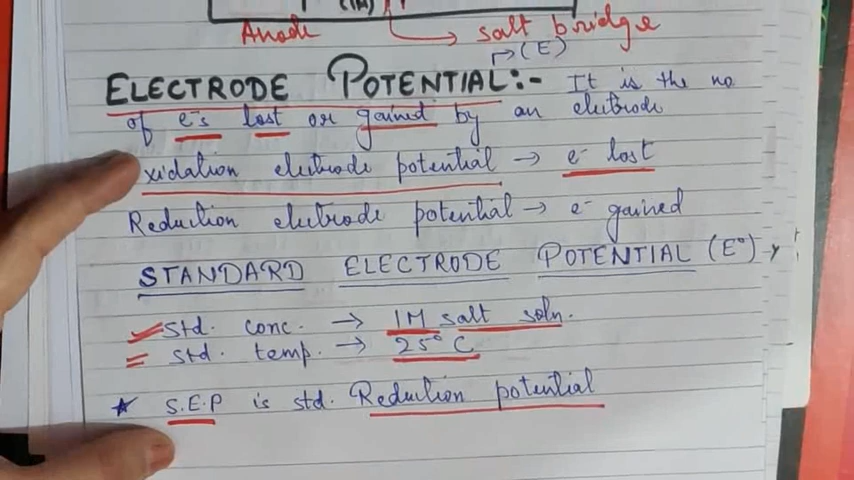 (1M)
Anode → salt bridge
→(E)
ELECTRODE POTENTIAL:- It is the no
of e⁻s lost or gained by an electrode
xidation electrode potential → e⁻ lost
Reduction electrode potential → e⁻ gained
STANDARD ELECTRODE POTENTIAL (E°) →
std. conc. → 1M salt soln.
= std. temp. → 25° C
★ S.E.P is std. Reduction potential